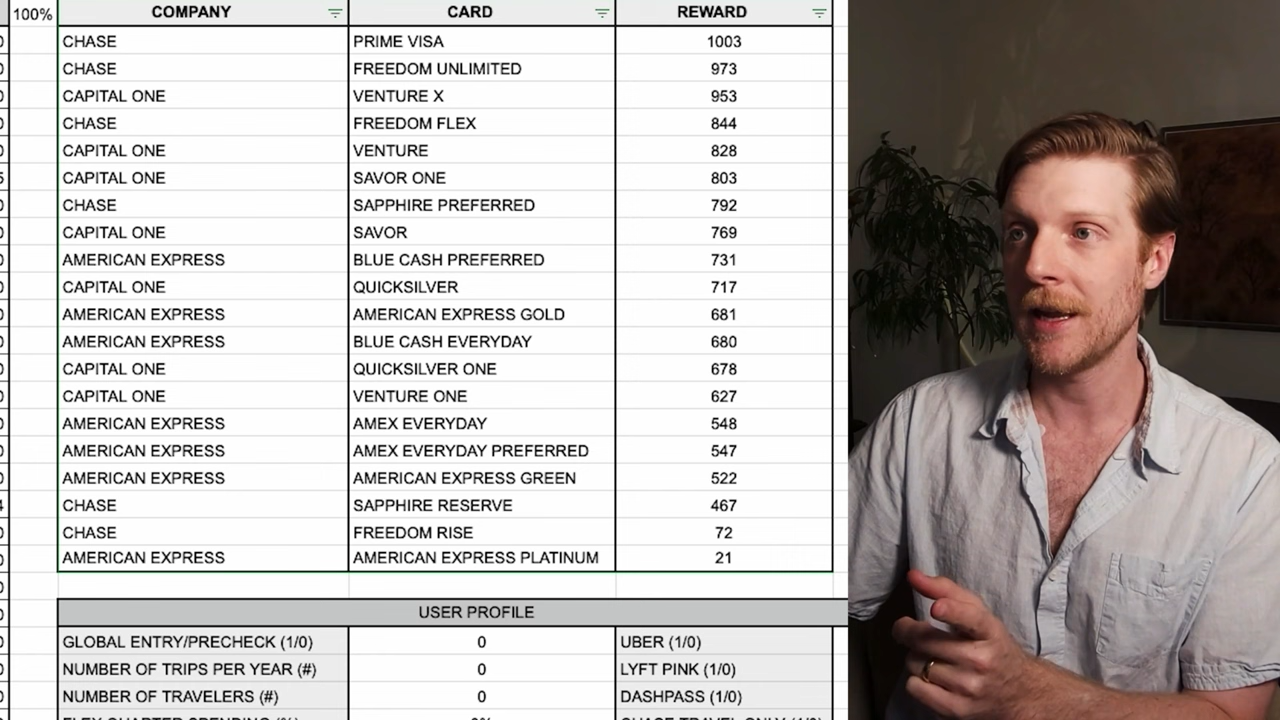 100% COMPANY CARD REWARD
CHASE PRIME VISA 1003
CHASE FREEDOM UNLIMITED 973
CAPITAL ONE VENTURE X 953
CHASE FREEDOM FLEX 844
CAPITAL ONE VENTURE 828
CAPITAL ONE SAVOR ONE 803
CHASE SAPPHIRE PREFERRED 792
CAPITAL ONE SAVOR 769
AMERICAN EXPRESS BLUE CASH PREFERRED 731
CAPITAL ONE QUICKSILVER 717
AMERICAN EXPRESS AMERICAN EXPRESS GOLD 681
AMERICAN EXPRESS BLUE CASH EVERYDAY 680
CAPITAL ONE QUICKSILVER ONE 678
CAPITAL ONE VENTURE ONE 627
AMERICAN EXPRESS AMEX EVERYDAY 548
AMERICAN EXPRESS AMEX EVERYDAY PREFERRED 547
AMERICAN EXPRESS AMERICAN EXPRESS GREEN 522
CHASE SAPPHIRE RESERVE 467
CHASE FREEDOM RISE 72
AMERICAN EXPRESS AMERICAN EXPRESS PLATINUM 21
USER PROFILE
GLOBAL ENTRY/PRECHECK (1/0) 0 UBER (1/0)
NUMBER OF TRIPS PER YEAR (#) 0 LYFT PINK (1/0)
NUMBER OF TRAVELERS (#) 0 DASHPASS (1/0)